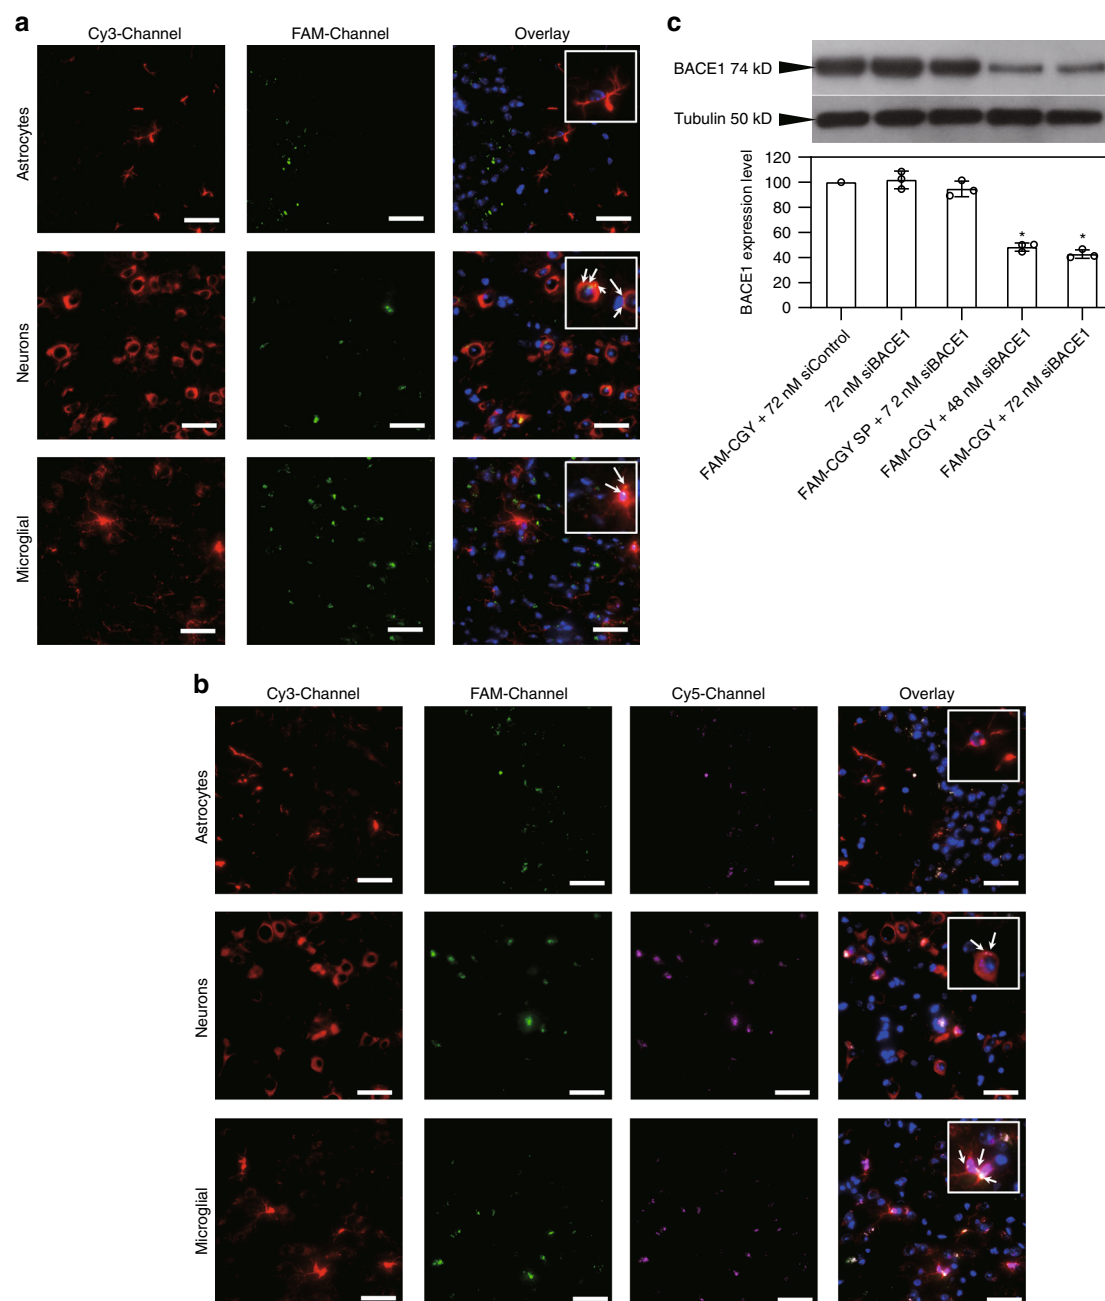 a
Cy3-Channel
FAM-Channel
Overlay
Astrocytes
Neurons
Microglial
c
BACE1 74 kD
Tubulin 50 kD
BACE1 expression level
120
100
80
60
40
20
0
*
*
FAM-CGY + 72 nM siControl
72 nM siBACE1
FAM-CGY SP + 7 2 nM siBACE1
FAM-CGY + 48 nM siBACE1
FAM-CGY + 72 nM siBACE1
b
Cy3-Channel
FAM-Channel
Cy5-Channel
Overlay
Astrocytes
Neurons
Microglial